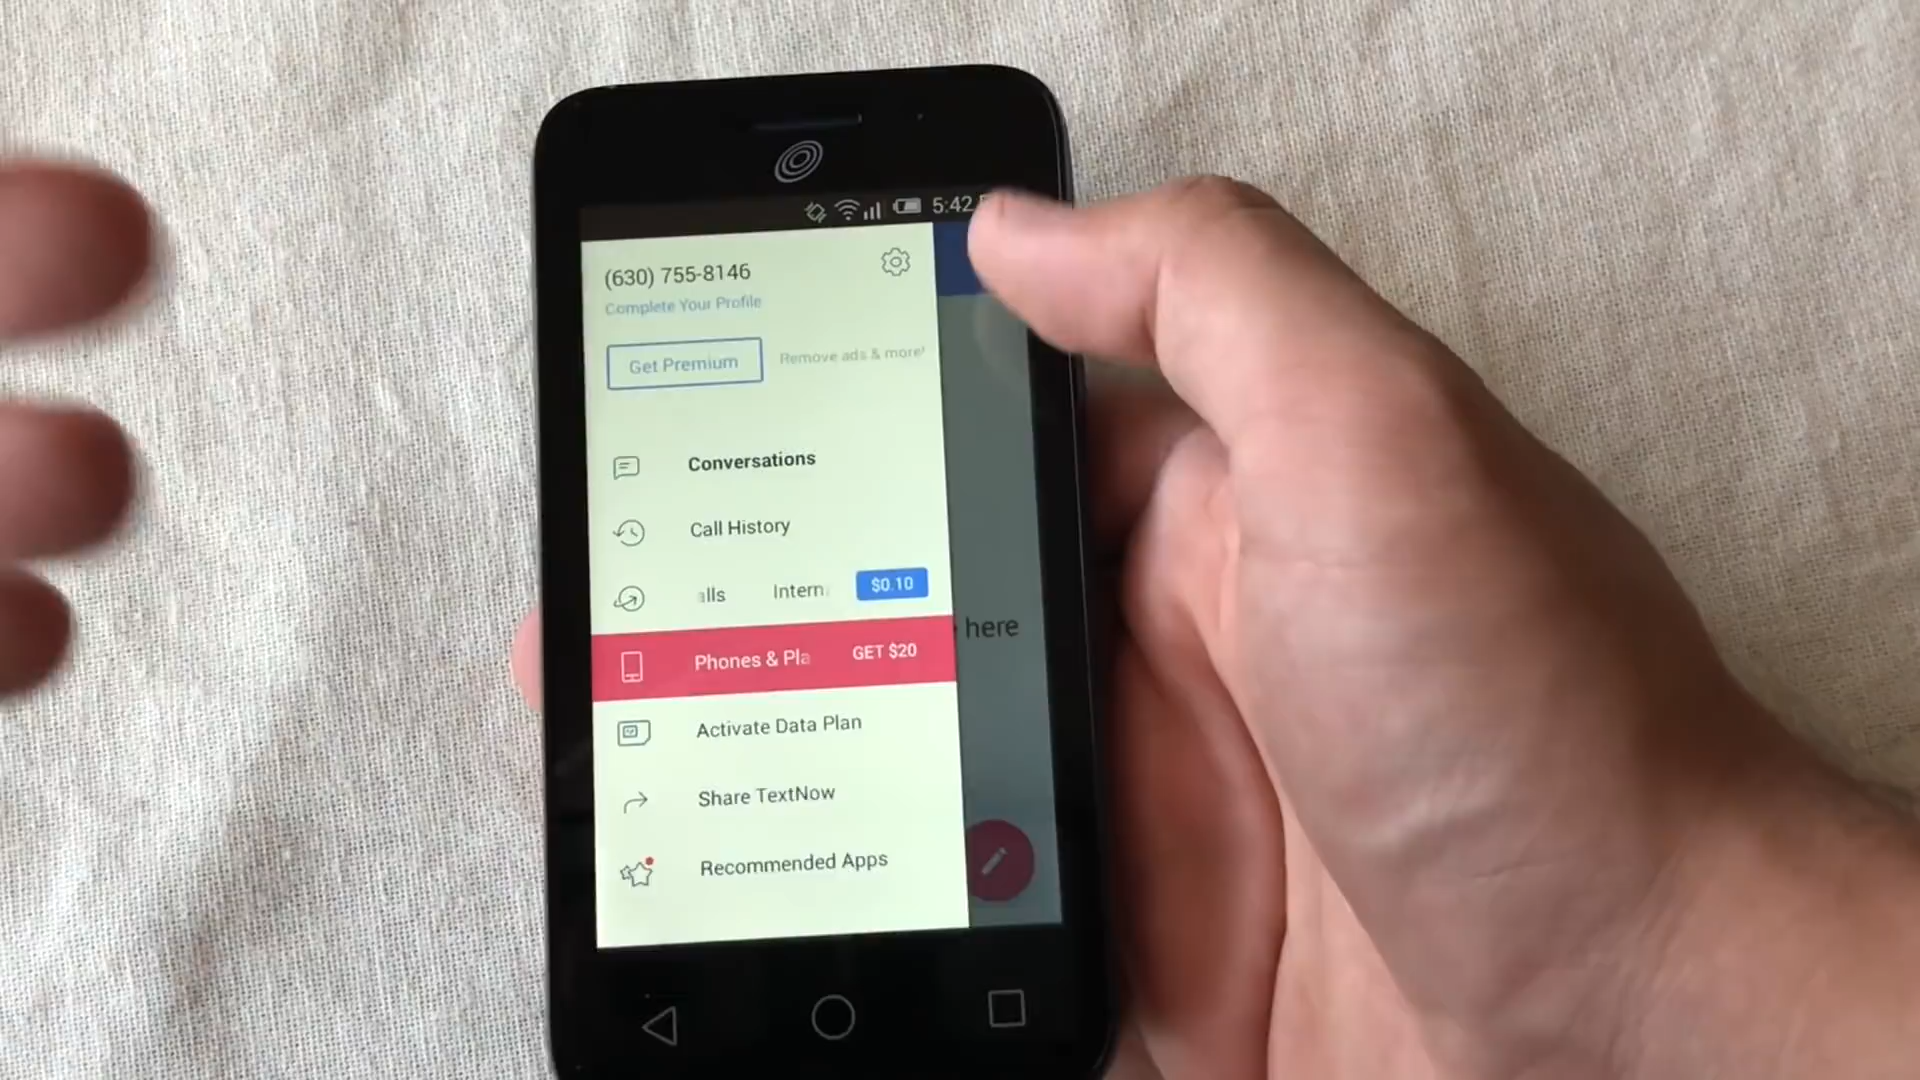 5:42
(630) 755-8146
Complete Your Profile
Get Premium
Remove ads & more!
Conversations
Call History
alls Intern
$0.10
Phones & Pla
GET $20
here
Activate Data Plan
Share TextNow
Recommended Apps